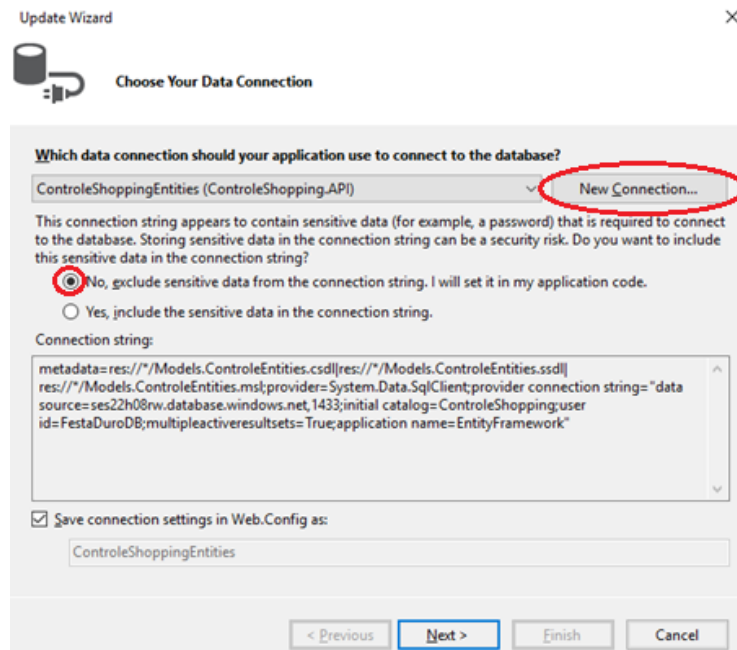 Update Wizard
Choose Your Data Connection
Which data connection should your application use to connect to the database?
ControleShoppingEntities (ControleShopping.API)
New Connection...
This connection string appears to contain sensitive data (for example, a password) that is required to connect
to the database. Storing sensitive data in the connection string can be a security risk. Do you want to include
this sensitive data in the connection string?
No, exclude sensitive data from the connection string. I will set it in my application code.
Yes, include the sensitive data in the connection string.
Connection string:
metadata=res://*/Models.ControleEntities.csdl|res://*/Models.ControleEntities.ssdl|
res://*/Models.ControleEntities.msl;provider=System.Data.SqlClient;provider connection string="data
source=ses22h08rw.database.windows.net,1433;initial catalog=ControleShopping;user
id=FestaDuroDB;multipleactiveresultsets=True;application name=EntityFramework"
Save connection settings in Web.Config as:
ControleShoppingEntities
< Previous
Next >
Finish
Cancel